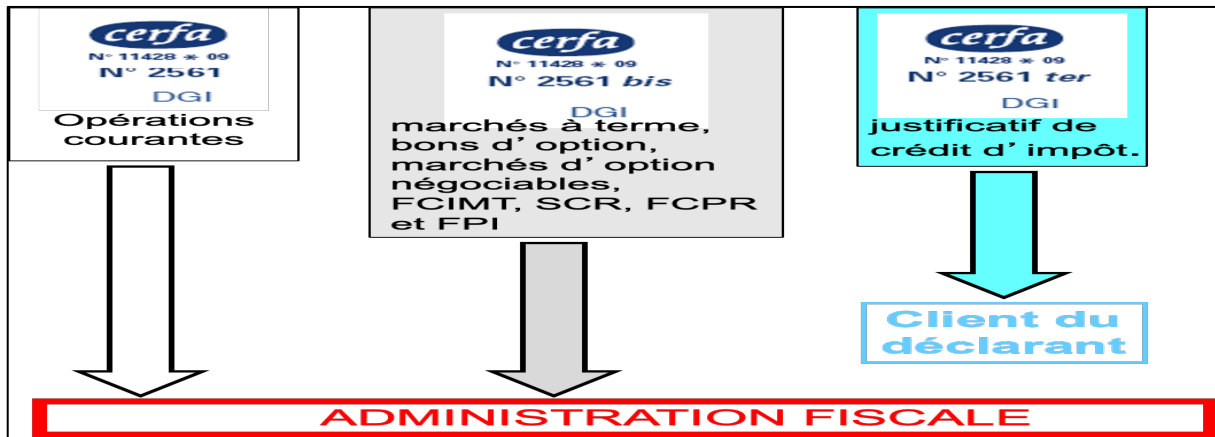 cerfa
N° 11428 * 09
N° 2561
DGI
Opérations
courantes
cerfa
N° 11428 * 09
N° 2561 bis
DGI
marchés à terme,
bons d' option,
marchés d' option
négociables,
FCIMT, SCR, FCPR
et FPI
cerfa
N° 11428 * 09
N° 2561 ter
DGI
justificatif de
crédit d' impôt.
Client du
déclarant
ADMINISTRATION FISCALE